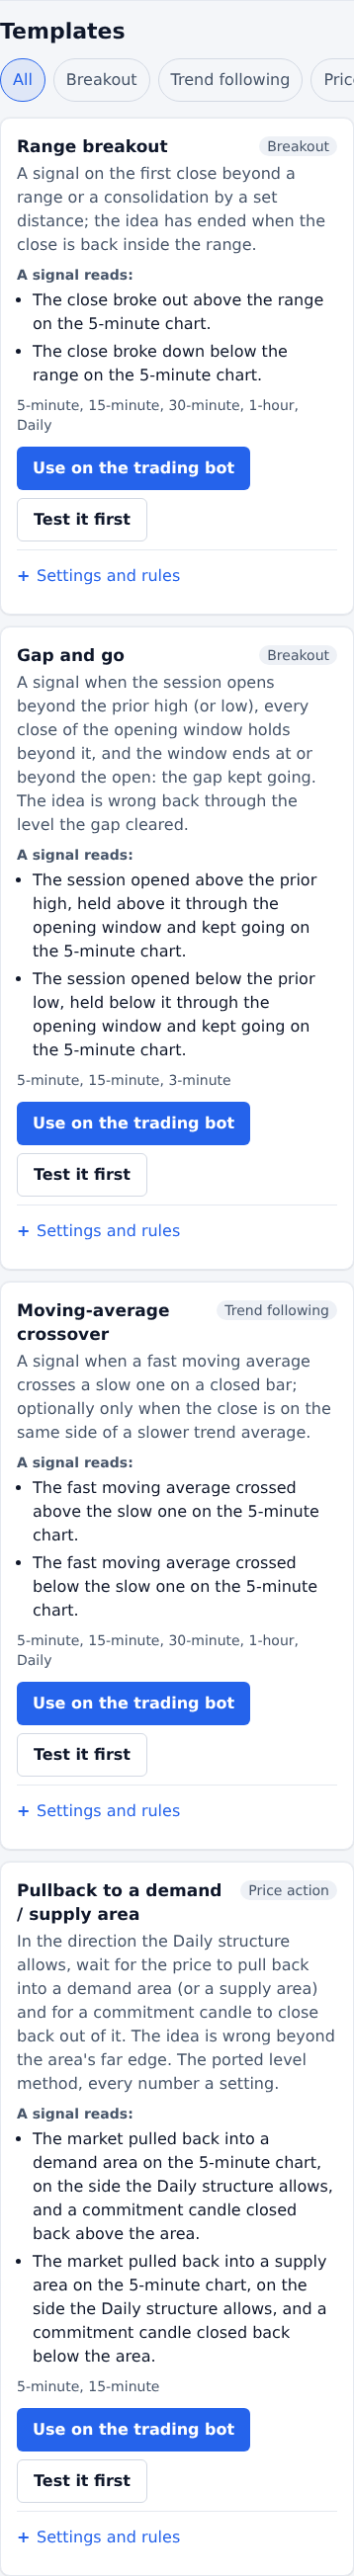 Templates
All
Breakout
Trend following
Pric
Range breakout
Breakout
A signal on the first close beyond a
range or a consolidation by a set
distance; the idea has ended when the
close is back inside the range.
A signal reads:
• The close broke out above the range
on the 5-minute chart.
• The close broke down below the
range on the 5-minute chart.
5-minute, 15-minute, 30-minute, 1-hour,
Daily
Use on the trading bot
Test it first
+ Settings and rules
Gap and go
Breakout
A signal when the session opens
beyond the prior high (or low), every
close of the opening window holds
beyond it, and the window ends at or
beyond the open: the gap kept going.
The idea is wrong back through the
level the gap cleared.
A signal reads:
• The session opened above the prior
high, held above it through the
opening window and kept going on
the 5-minute chart.
• The session opened below the prior
low, held below it through the
opening window and kept going on
the 5-minute chart.
5-minute, 15-minute, 3-minute
Use on the trading bot
Test it first
+ Settings and rules
Moving-average
crossover
Trend following
A signal when a fast moving average
crosses a slow one on a closed bar;
optionally only when the close is on the
same side of a slower trend average.
A signal reads:
• The fast moving average crossed
above the slow one on the 5-minute
chart.
• The fast moving average crossed
below the slow one on the 5-minute
chart.
5-minute, 15-minute, 30-minute, 1-hour,
Daily
Use on the trading bot
Test it first
+ Settings and rules
Pullback to a demand
/ supply area
Price action
In the direction the Daily structure
allows, wait for the price to pull back
into a demand area (or a supply area)
and for a commitment candle to close
back out of it. The idea is wrong beyond
the area's far edge. The ported level
method, every number a setting.
A signal reads:
• The market pulled back into a
demand area on the 5-minute chart,
on the side the Daily structure allows,
and a commitment candle closed
back above the area.
• The market pulled back into a supply
area on the 5-minute chart, on the
side the Daily structure allows, and a
commitment candle closed back
below the area.
5-minute, 15-minute
Use on the trading bot
Test it first
+ Settings and rules